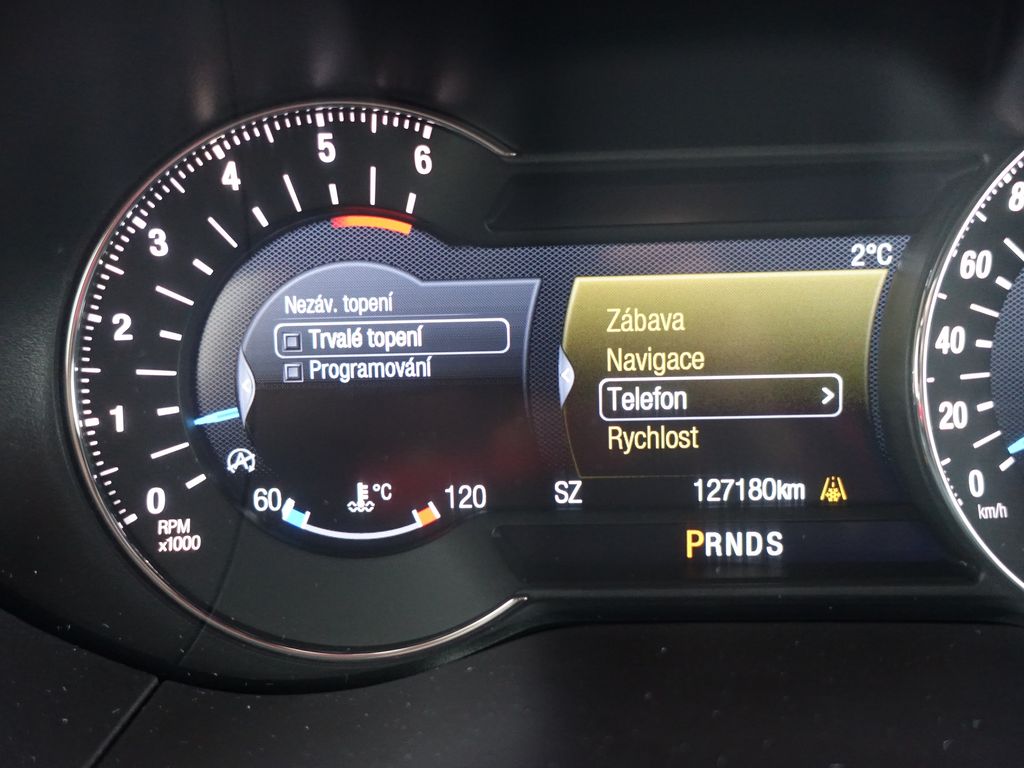 5
6
4
3
2
1
0
RPM
x1000
Nezáv. topení
Trvalé topení
Programování
60
°C
120
2°C
Zábava
Navigace
Telefon >
Rychlost
SZ
127180km
PRNDS
8
60
40
20
0
km/h